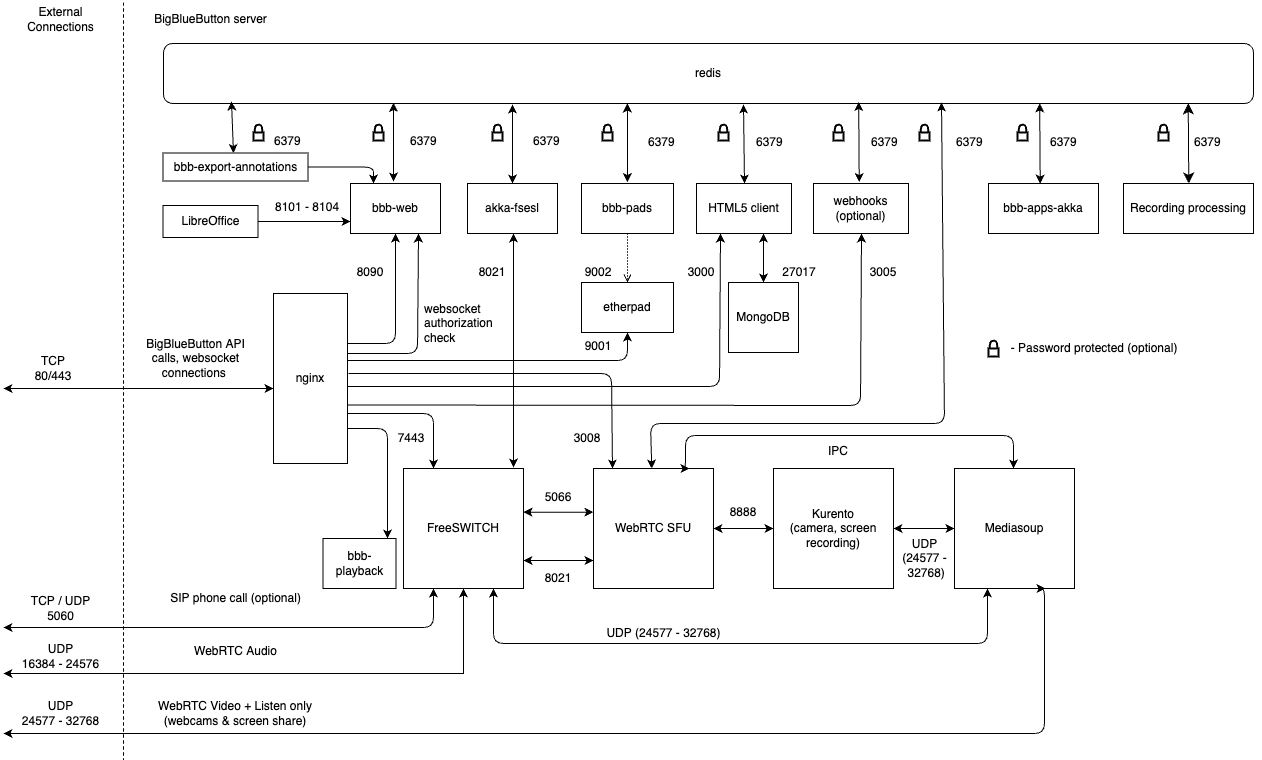 External
Connections
BigBlueButton server
redis
6379
6379
6379
6379
6379
6379
6379
6379
6379
bbb-export-annotations
LibreOffice
8101 - 8104
bbb-web
akka-fsesl
bbb-pads
HTML5 client
webhooks
(optional)
bbb-apps-akka
Recording processing
8090
8021
9002
3000
27017
3005
websocket
authorization
check
etherpad
MongoDB
9001
- Password protected (optional)
TCP
80/443
BigBlueButton API
calls, websocket
connections
nginx
7443
3008
IPC
FreeSWITCH
5066
8021
WebRTC SFU
8888
Kurento
(camera, screen
recording)
UDP
(24577 -
32768)
Mediasoup
bbb-
playback
TCP / UDP
5060
SIP phone call (optional)
UDP (24577 - 32768)
UDP
16384 - 24576
WebRTC Audio
UDP
24577 - 32768
WebRTC Video + Listen only
(webcams & screen share)